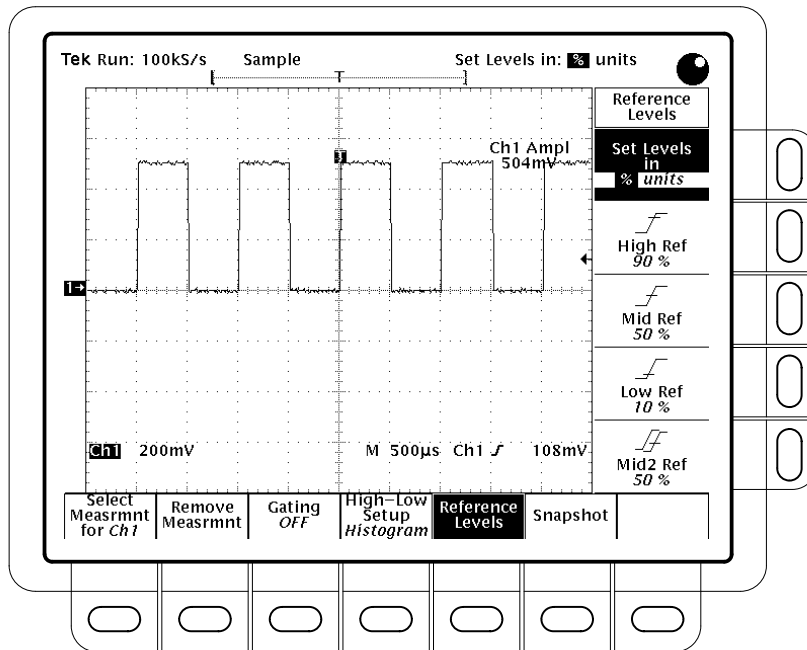 Tek Run: 100kS/s Sample Set Levels in: % units
T
Reference
Levels
Set Levels
in
% units
Ch1 Ampl
504mV
High Ref
90 %
1→
Mid Ref
50 %
Low Ref
10 %
Ch1 200mV M 500µs Ch1 108mV
Mid2 Ref
50 %
Select
Measrmnt
for Ch1
Remove
Measrmnt
Gating
OFF
High–Low
Setup
Histogram
Reference
Levels
Snapshot